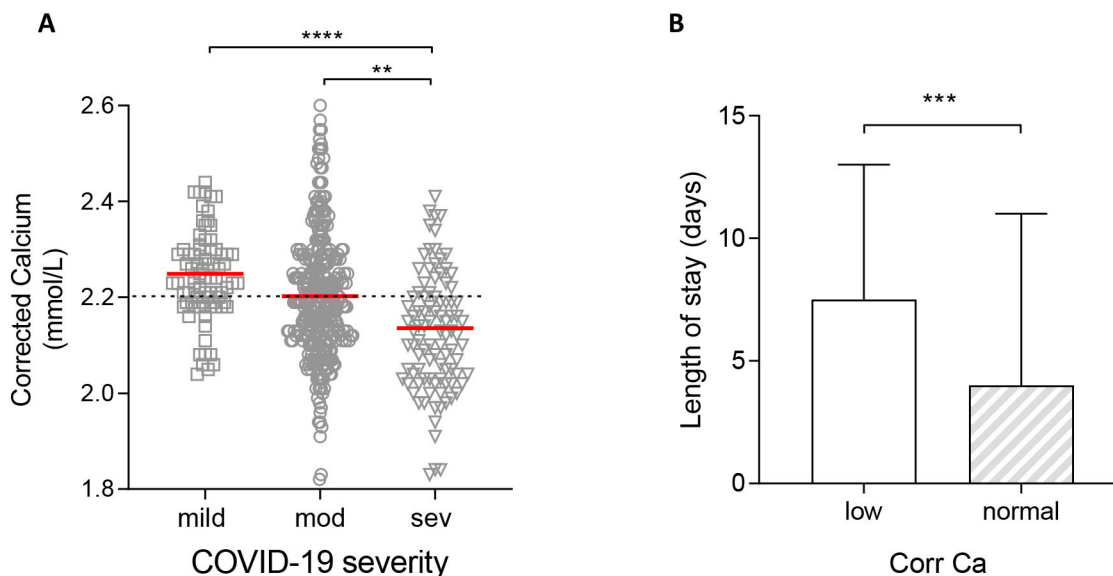 A
****
**
2.6
2.4
2.2
2.0
1.8
Corrected Calcium
(mmol/L)
mild mod sev
COVID-19 severity
B
***
15
10
5
0
Length of stay (days)
low normal
Corr Ca